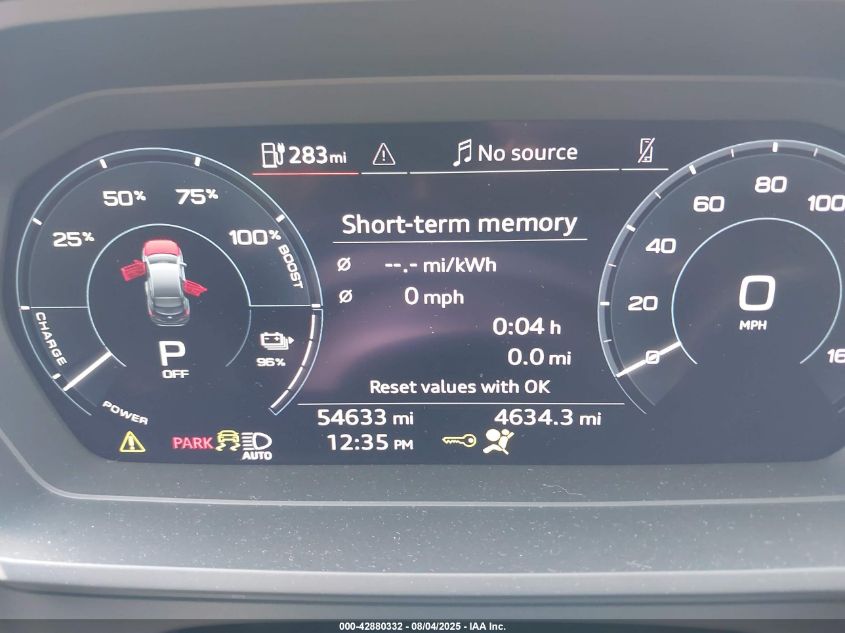 283mi
No source
50%
75%
25%
100%
BOOST
CHARGE
POWER
P
OFF
96%
Short-term memory
Ø --.- mi/kWh
Ø 0 mph
0:04 h
0.0 mi
Reset values with OK
54633 mi 4634.3 mi
PARK
AUTO
12:35 PM
0
20
40
60
80
100
16
0
MPH
000-42880332 - 08/04/2025 - IAA Inc.